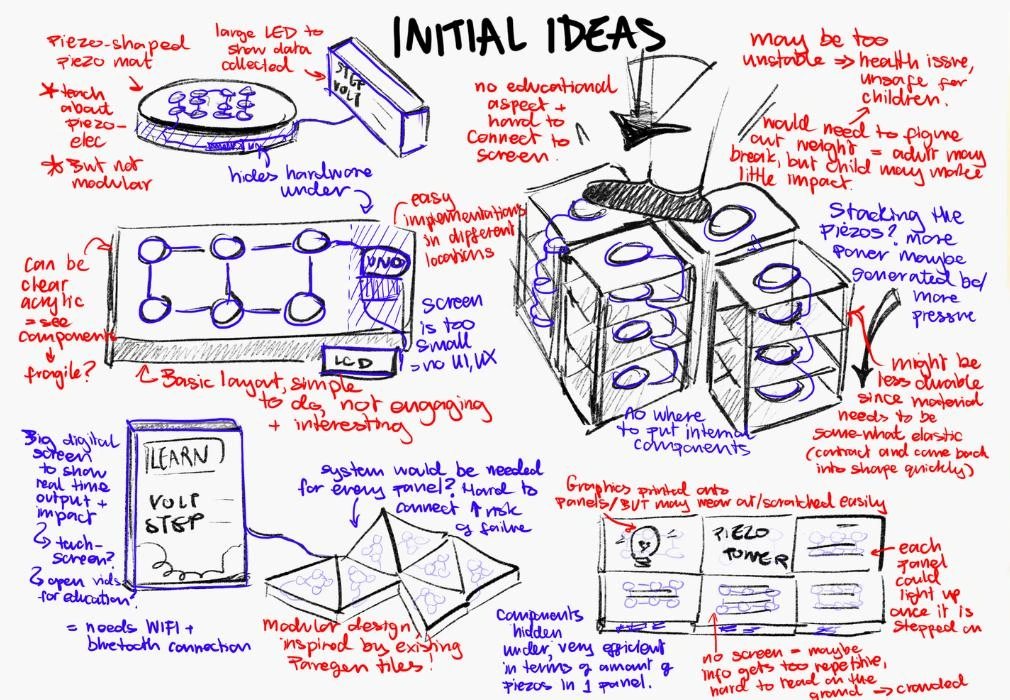 INITIAL IDEAS
Piezo-shaped
piezo mat
* teach
about
piezo-
elec
* But not
modular
large LED to
show data
collected
STEP
VOLT
hides hardware
under
no educational
aspect +
hard to
connect to
screen.
may be too
unstable ⇒ health issue,
unsafe for
children.
would need to figure
out weight = adult may
break, but child may make
little impact.
Stacking the
piezos? more
power maybe
generated bc/
more
pressure
can be
clear
acrylic
= see
components
fragile?
UNO
LCD
easy
implementations
in different
locations
screen
is too
small
= no UI, UX
Basic layout, simple
to do, not engaging
+ interesting
No where
to put internal
components
might be
less durable
since material
needs to be
some-what elastic
(contract and come back
into shape quickly)
Big digital
screen
to show
real time
output +
impact
→ touch-
screen?
→ open vids
for education?
= needs WIFI +
bluetooth connection
LEARN
VOLT
STEP
system would be needed
for every panel? Hard to
connect ↑ risk
of failure
Modular design
inspired by existing
Pavegen tiles!
Graphics printed onto
panels/BUT may wear out/scratched easily
PIEZO
POWER
each
panel
could
light up
once it is
stepped on
Components
hidden
under, very efficient
in terms of amount of
piezos in 1 panel.
no screen = maybe
info gets too repetitive,
hard to read on the
ground → crowded